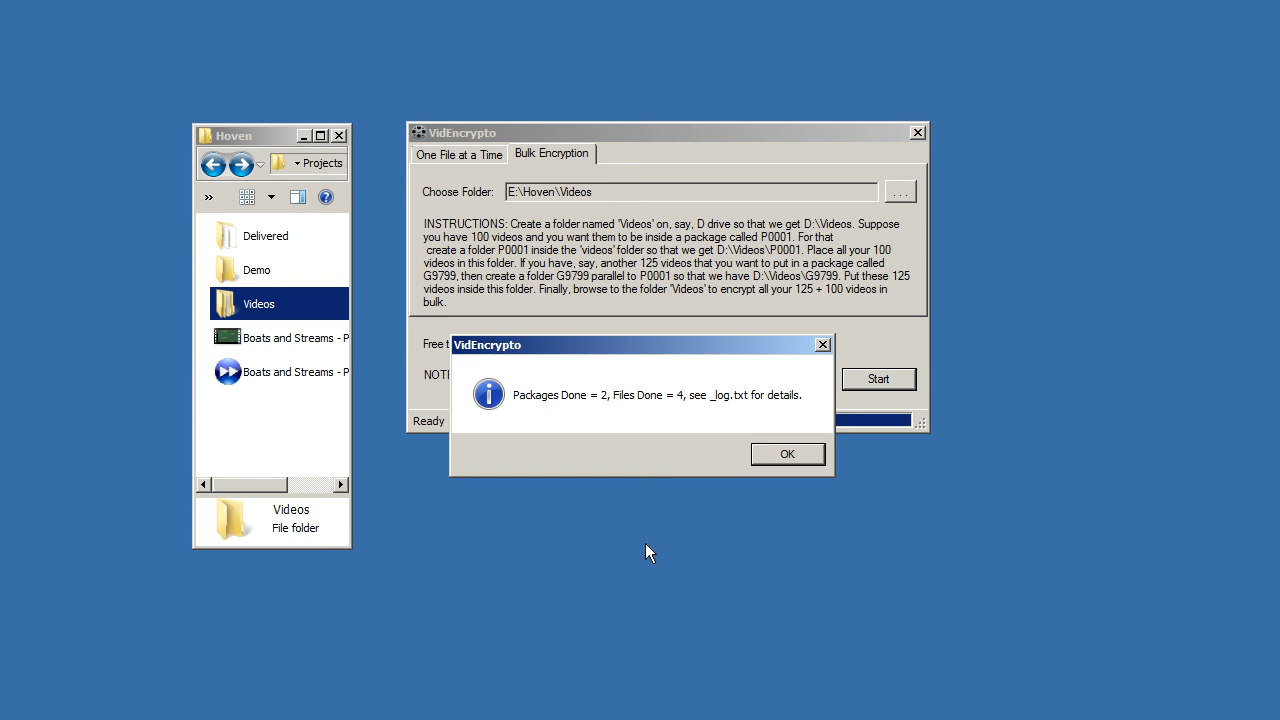 Hoven
Projects
»
Delivered
Demo
Videos
Boats and Streams - P
Boats and Streams - P
Videos
File folder
VidEncrypto
One File at a Time
Bulk Encryption
Choose Folder:
E:\Hoven\Videos
. . .
INSTRUCTIONS: Create a folder named 'Videos' on, say, D drive so that we get D:\Videos. Suppose
you have 100 videos and you want them to be inside a package called P0001. For that
create a folder P0001 inside the 'videos' folder so that we get D:\Videos\P0001. Place all your 100
videos in this folder. If you have, say, another 125 videos that you want to put in a package called
G9799, then create a folder G9799 parallel to P0001 so that we have D:\Videos\G9799. Put these 125
videos inside this folder. Finally, browse to the folder 'Videos' to encrypt all your 125 + 100 videos in
bulk.
Free t
NOTE
Start
Ready
VidEncrypto
Packages Done = 2, Files Done = 4, see _log.txt for details.
OK